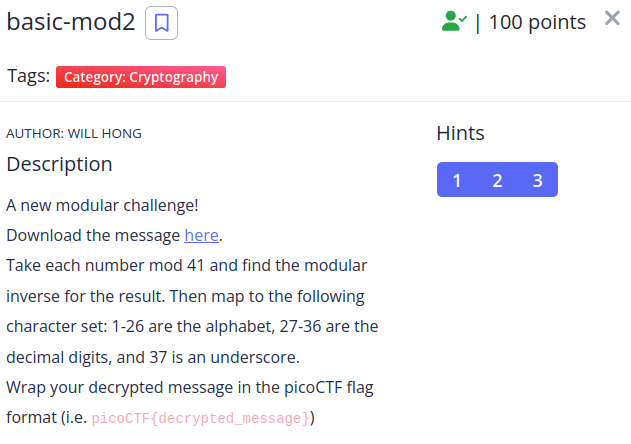 basic-mod2
| 100 points
Tags: Category: Cryptography
AUTHOR: WILL HONG
Description
A new modular challenge!
Download the message here.
Take each number mod 41 and find the modular
inverse for the result. Then map to the following
character set: 1-26 are the alphabet, 27-36 are the
decimal digits, and 37 is an underscore.
Wrap your decrypted message in the picoCTF flag
format (i.e. picoCTF{decrypted_message})
Hints
1 2 3